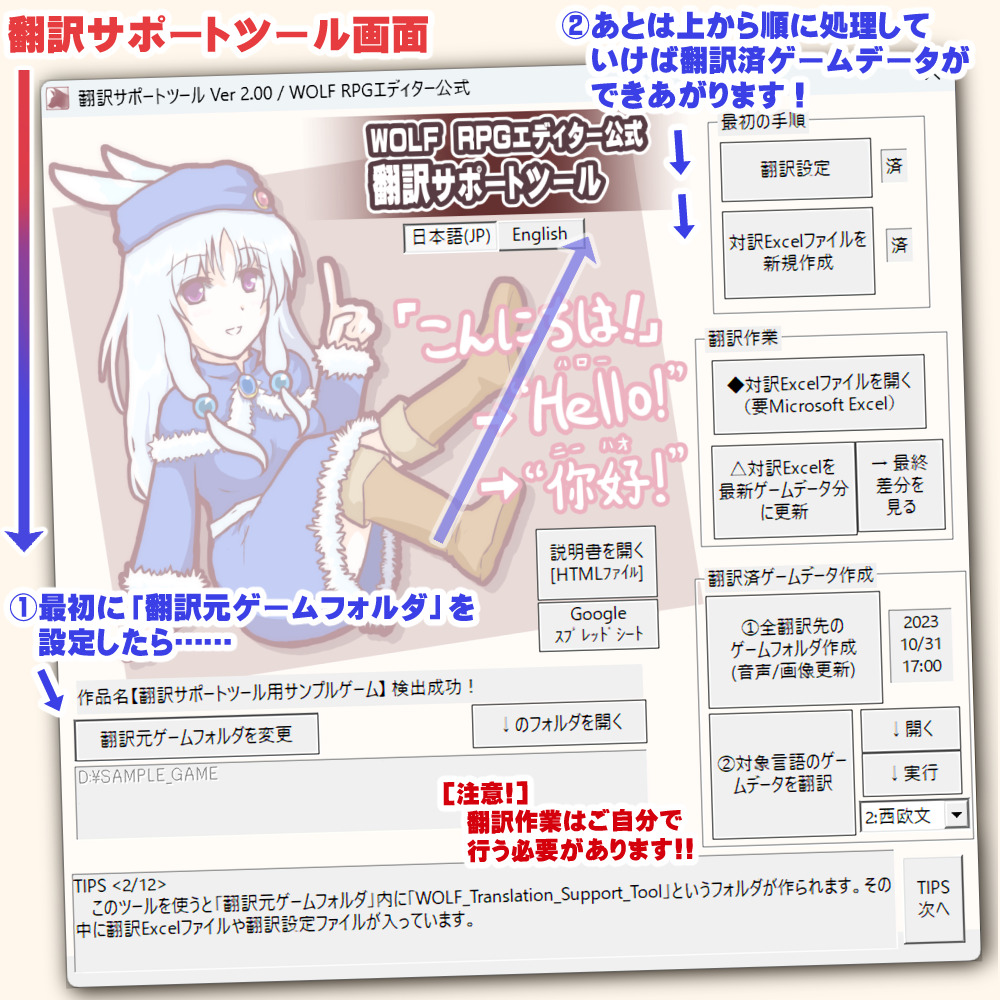 翻訳サポートツール画面
②あとは上から順に処理して
いけば翻訳済ゲームデータが
できあがります！
翻訳サポートツール Ver 2.00 / WOLF RPGエディター公式
WOLF RPGエディター公式
翻訳サポートツール
日本語(JP)
English
「こんにちは!」
ハロー
→“Hello!”
ニー ハオ
→“你好!”
最初の手順
翻訳設定
済
対訳Excelファイルを
新規作成
済
翻訳作業
◆対訳Excelファイルを開く
（要Microsoft Excel）
△対訳Excelを
最新ゲームデータ分
に更新
→ 最終
差分を
見る
説明書を開く
[HTMLファイル]
Google
スプレッドシート
翻訳済ゲームデータ作成
①全翻訳先の
ゲームフォルダ作成
(音声/画像更新)
2023
10/31
17:00
②対象言語のゲー
ムデータを翻訳
↓開く
↓実行
2:西欧文
①最初に「翻訳元ゲームフォルダ」を
設定したら……
作品名【翻訳サポートツール用サンプルゲーム】検出成功！
翻訳元ゲームフォルダを変更
↓のフォルダを開く
D:¥SAMPLE_GAME
［注意!］
翻訳作業はご自分で
行う必要があります!!
TIPS <2/12>
このツールを使うと「翻訳元ゲームフォルダ」内に「WOLF_Translation_Support_Tool」というフォルダが作られます。その
中に翻訳Excelファイルや翻訳設定ファイルが入っています。
TIPS
次へ